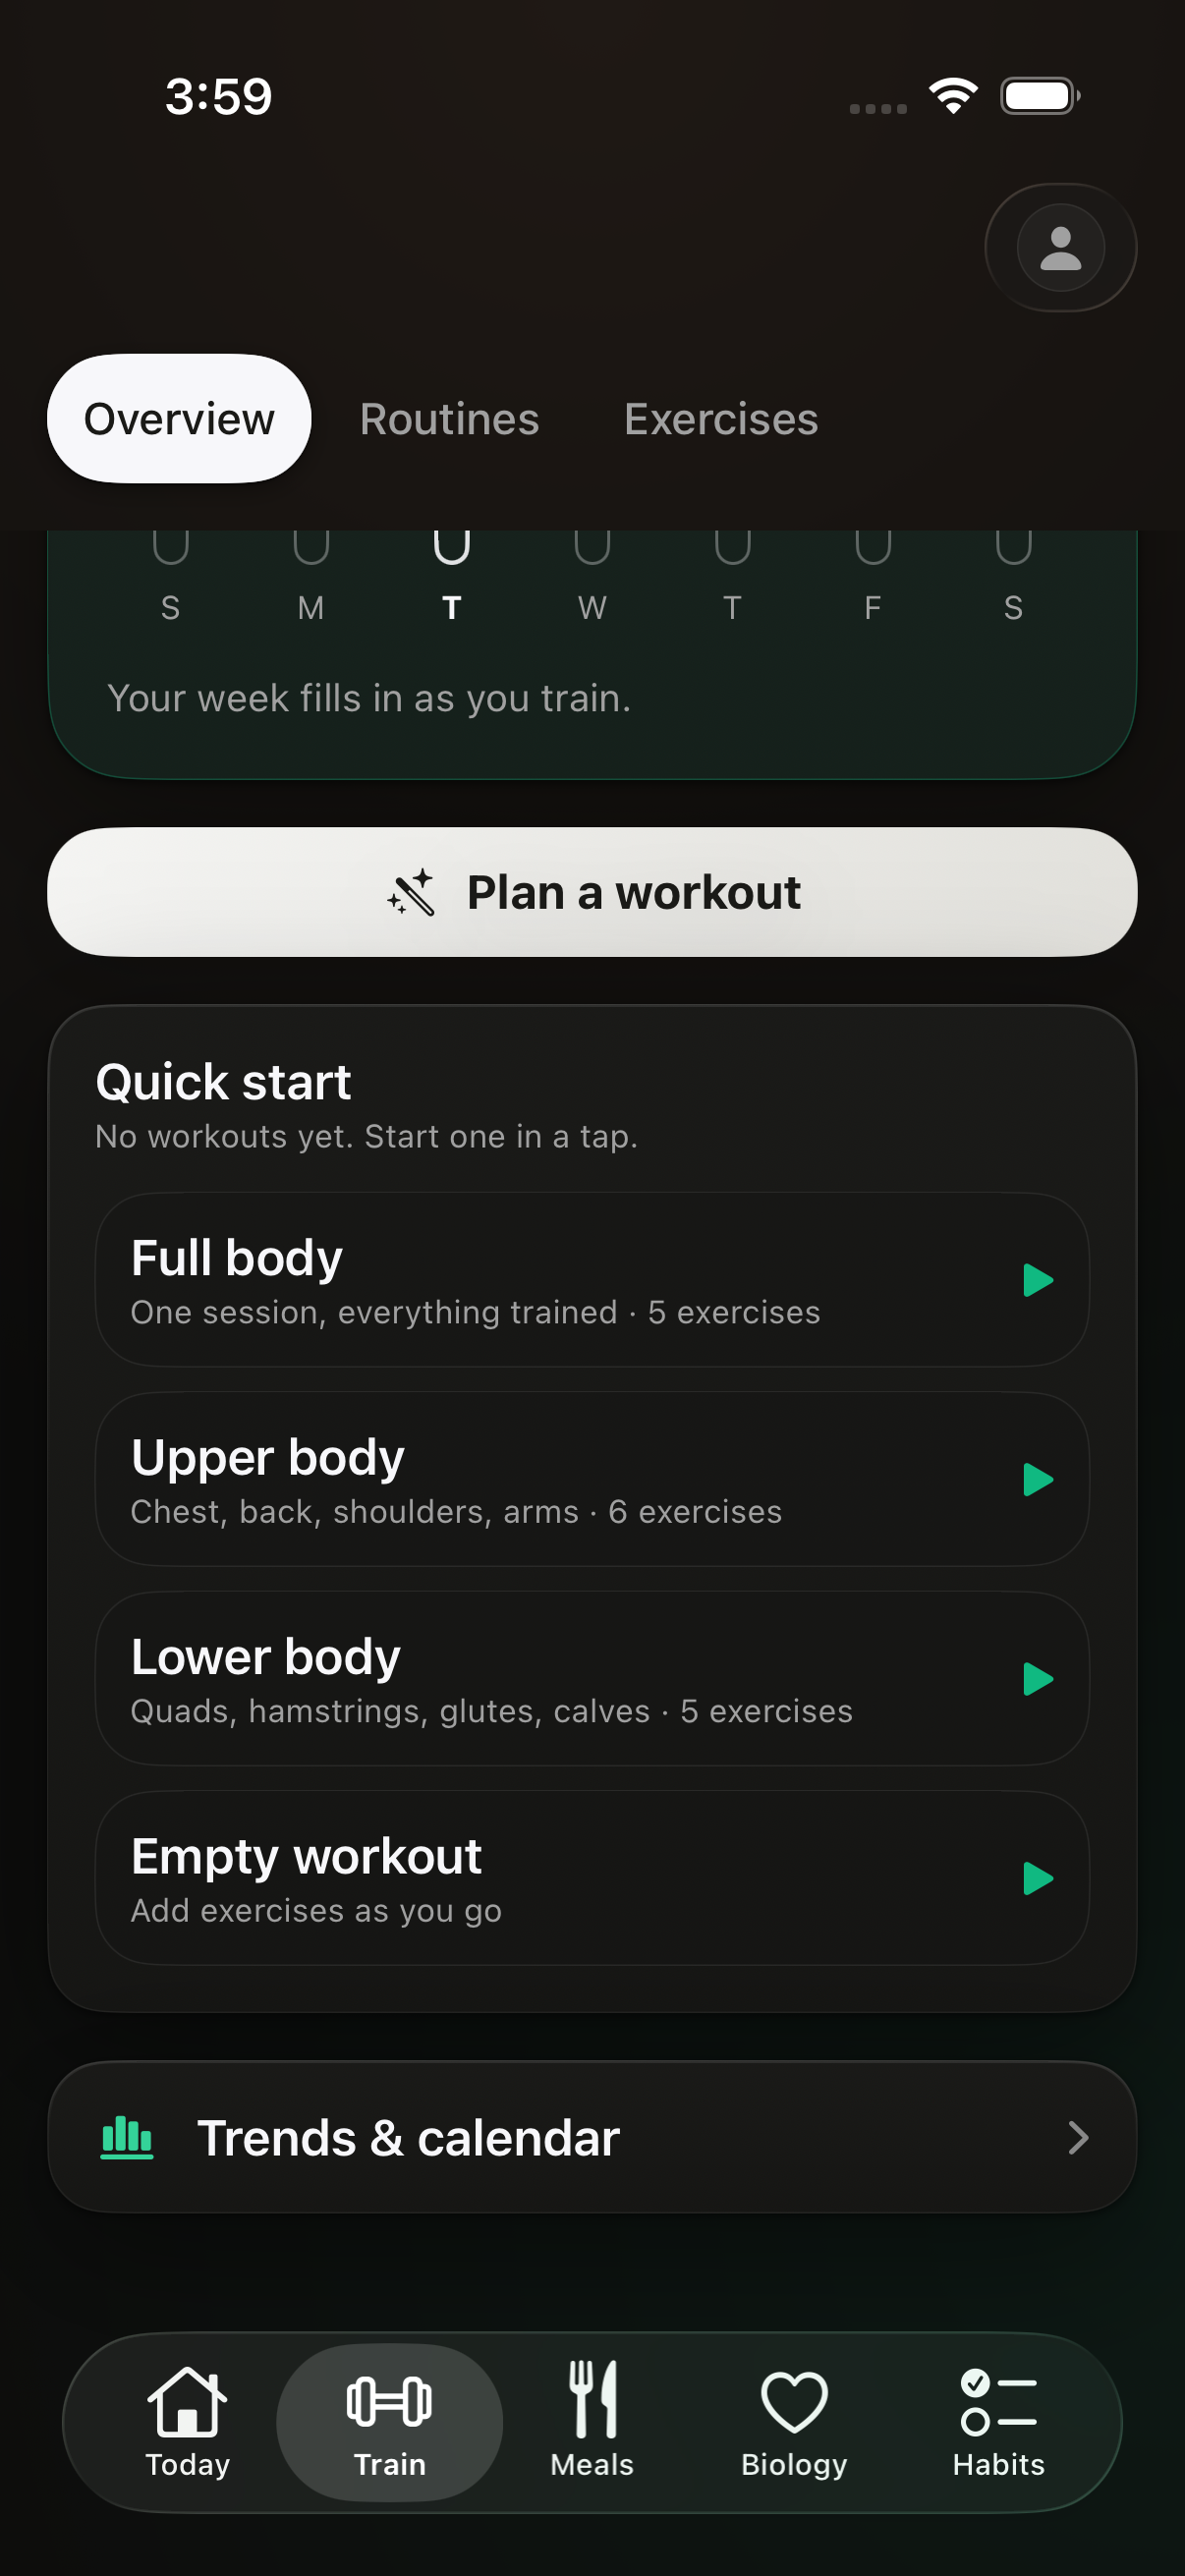 3:59
Overview Routines Exercises
S M T W T F S
Your week fills in as you train.
Plan a workout
Quick start
No workouts yet. Start one in a tap.
Full body
One session, everything trained · 5 exercises
Upper body
Chest, back, shoulders, arms · 6 exercises
Lower body
Quads, hamstrings, glutes, calves · 5 exercises
Empty workout
Add exercises as you go
Trends & calendar
Today Train Meals Biology Habits